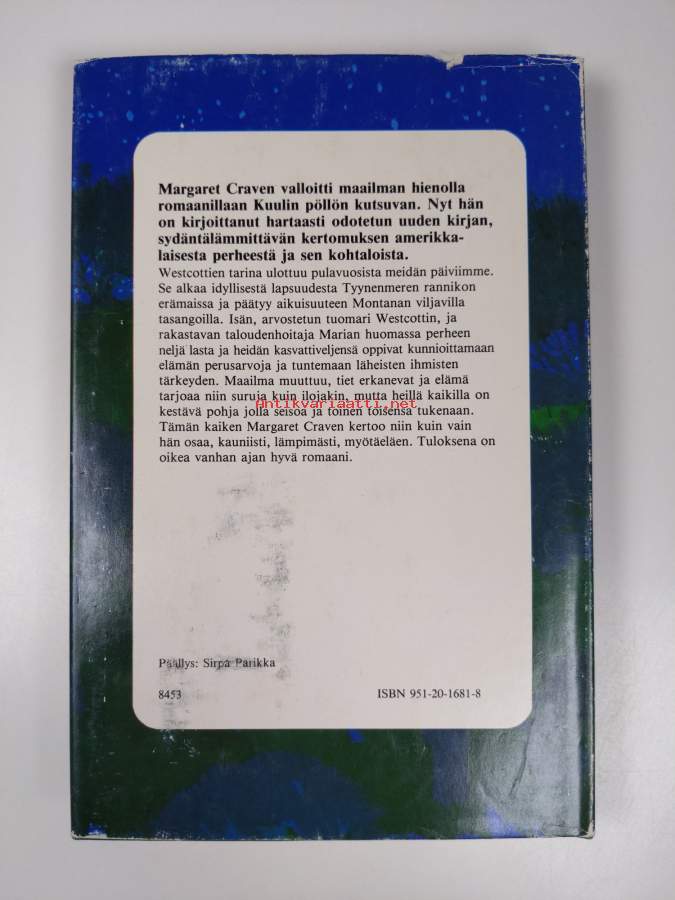 Margaret Craven valloitti maailman hienolla
romaanillaan Kuulin pöllön kutsuvan. Nyt hän
on kirjoittanut hartaasti odotetun uuden kirjan,
sydäntälämmittävän kertomuksen amerikka-
laisesta perheestä ja sen kohtaloista.
Westcottien tarina ulottuu pulavuosista meidän päiviimme.
Se alkaa idyllisestä lapsuudesta Tyynenmeren rannikon
erämaissa ja päätyy aikuisuuteen Montanan viljavilla
tasangoilla. Isän, arvostetun tuomari Westcottin, ja
rakastavan taloudenhoitaja Marian huomassa perheen
neljä lasta ja heidän kasvattiveljensä oppivat kunnioittamaan
elämän perusarvoja ja tuntemaan läheisten ihmisten
tärkeyden. Maailma muuttuu, tiet erkanevat ja elämä
tarjoaa niin suruja kuin ilojakin, mutta heillä kaikilla on
Antikvariaatti.net
kestävä pohja jolla seisoa ja toinen toisensa tukenaan.
Tämän kaiken Margaret Craven kertoo niin kuin vain
hän osaa, kauniisti, lämpimästi, myötäeläen. Tuloksena on
oikea vanhan ajan hyvä romaani.
Päällys: Sirpa Parikka
8453 ISBN 951-20-1681-8